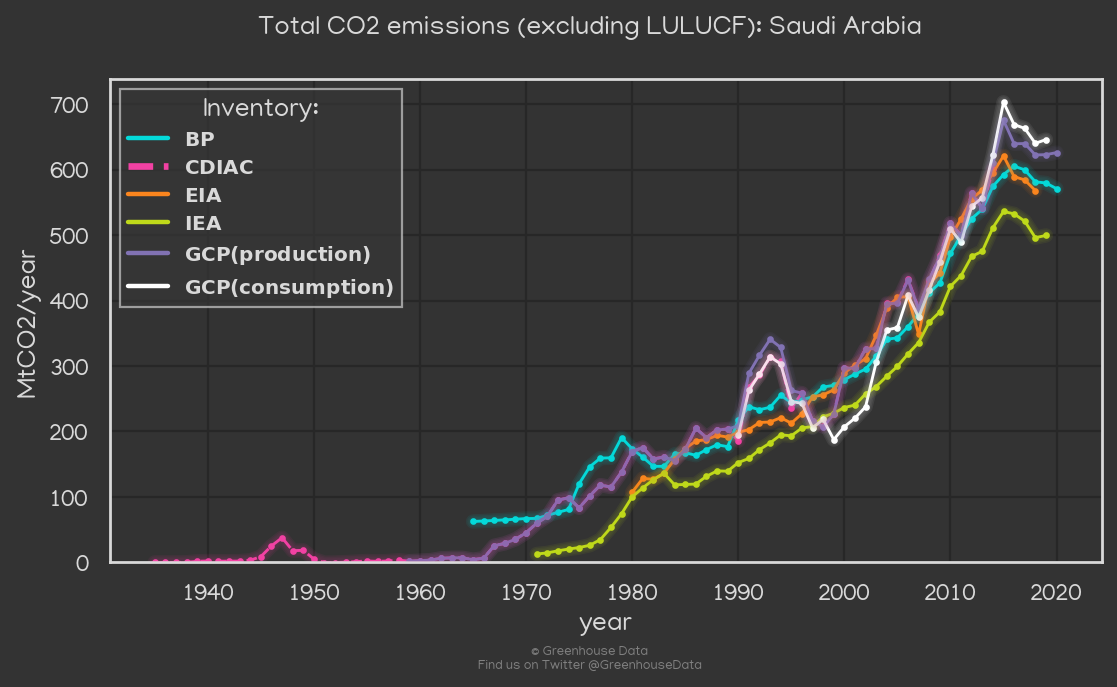 Total CO2 emissions (excluding LULUCF): Saudi Arabia
Inventory:
BP
CDIAC
EIA
IEA
GCP(production)
GCP(consumption)
MtCO2/year
700
600
500
400
300
200
100
0
1940 1950 1960 1970 1980 1990 2000 2010 2020
year
© Greenhouse Data
Find us on Twitter @GreenhouseData